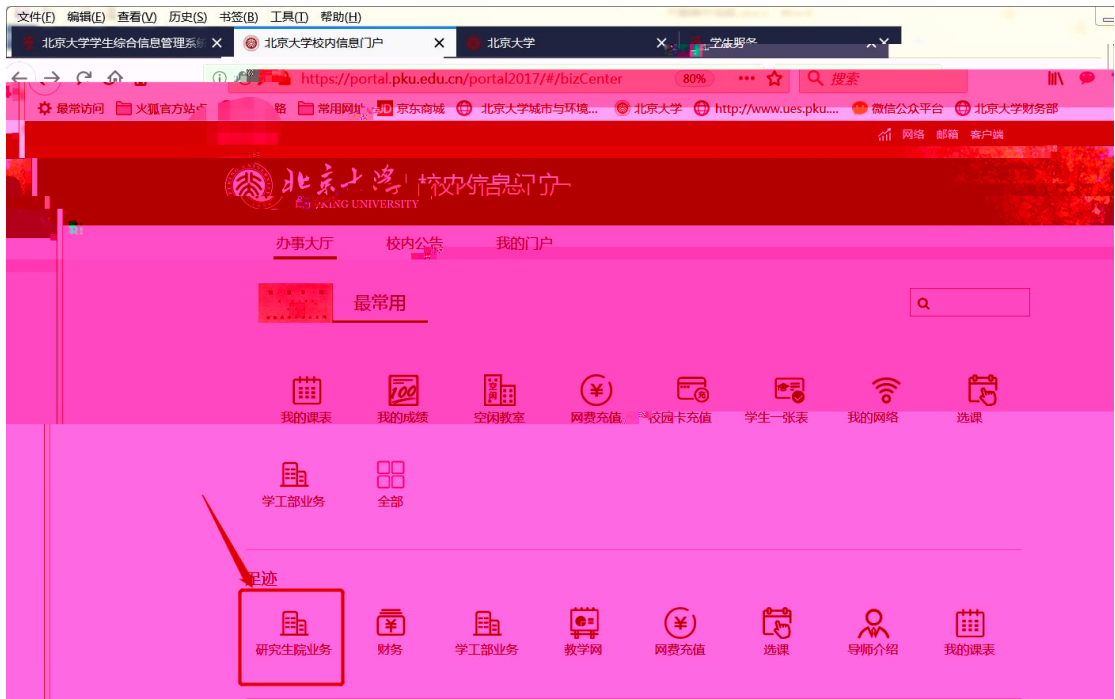 文件(F) 编辑(E) 查看(V) 历史(S) 书签(B) 工具(T) 帮助(H)
北京大学学生综合信息管理系统 北京大学校内信息门户 北京大学 学生服务
https://portal.pku.edu.cn/portal2017/#/bizCenter 80% 搜索
最常访问 火狐官方站点 路 常用网址 JD 京东商城 北京大学城市与环境... 北京大学 http://www.ues.pku.... 微信公众平台 北京大学财务部
网络 邮箱 客户端
北京大学 校内信息门户
PEKING UNIVERSITY
办事大厅 校内公告 我的门户
最常用
我的课表 我的成绩 空闲教室 网费充值 校园卡充值 学生一张表 我的网络 选课
学工部业务 全部
足迹
研究生院业务 财务 学工部业务 教学网 网费充值 选课 导师介绍 我的课表